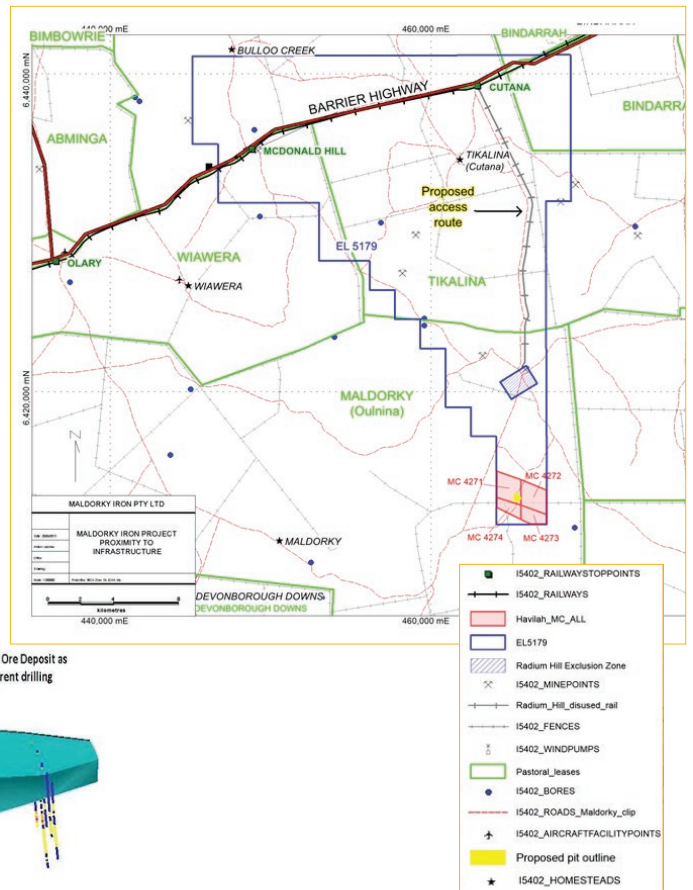 440,000 mE
460,000 mE
BIMBOWRIE
BULLOO CREEK
BINDARRAH
6,440,000 mN
BARRIER HIGHWAY
CUTANA
BINDARRA
ABMINGA
MCDONALD HILL
TIKALINA
(Cutana)
Proposed
access
route
EL 5179
WIAWERA
OLARY
WIAWERA
TIKALINA
6,420,000 mN
MALDORKY
(Oulnina)
N
MC 4271
MC 4272
MC 4274
MC 4273
MALDORKY IRON PTY LTD
MALDORKY IRON PROJECT
PROXIMITY TO
INFRASTRUCTURE
kilometres
MALDORKY
DEVONBOROUGH DOWNS
DEVONBOROUGH DOWNS
440,000 mE
460,000 mE
I5402_RAILWAYSTOPPOINTS
I5402_RAILWAYS
Havilah_MC_ALL
EL5179
Radium Hill Exclusion Zone
I5402_MINEPOINTS
Radium_Hill_disused_rail
I5402_FENCES
I5402_WINDPUMPS
Pastoral_leases
I5402_BORES
I5402_ROADS_Maldorky_clip
I5402_AIRCRAFTFACILITYPOINTS
Proposed pit outline
I5402_HOMESTEADS
Ore Deposit as
rent drilling